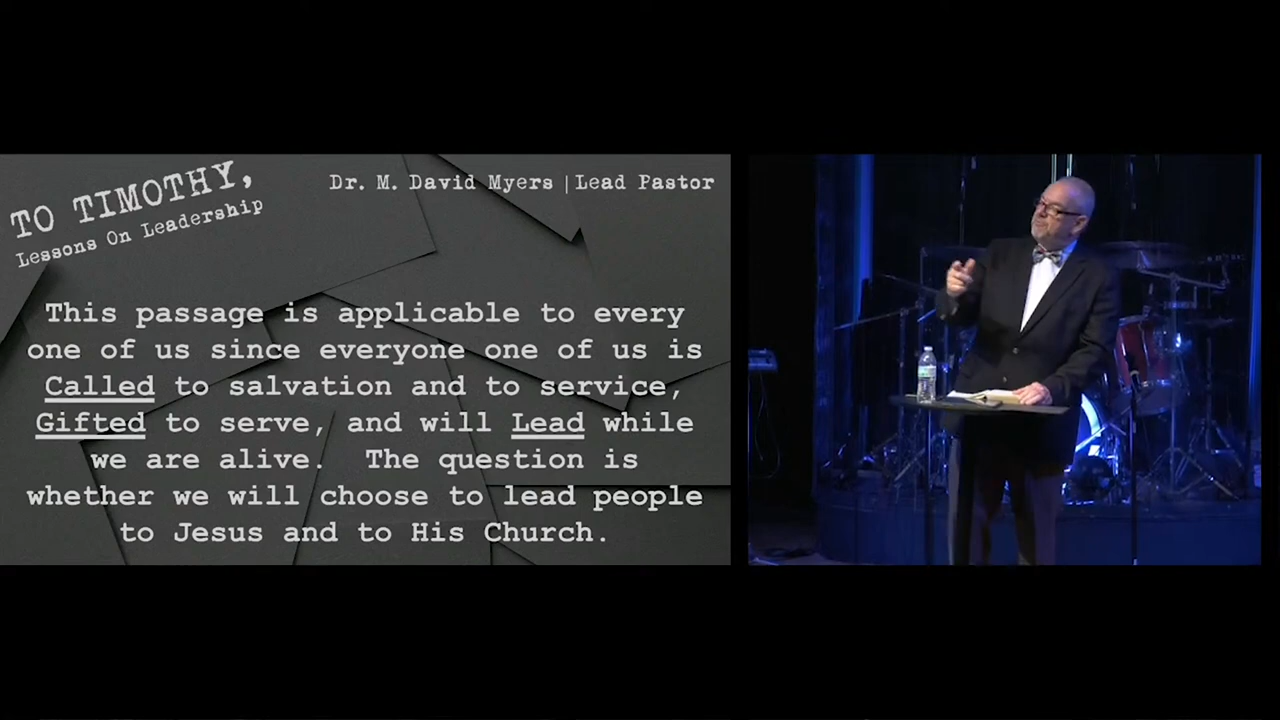 TO TIMOTHY,
Lessons On Leadership
Dr. M. David Myers |Lead Pastor
This passage is applicable to every
one of us since everyone one of us is
Called to salvation and to service,
Gifted to serve, and will Lead while
we are alive. The question is
whether we will choose to lead people
to Jesus and to His Church.